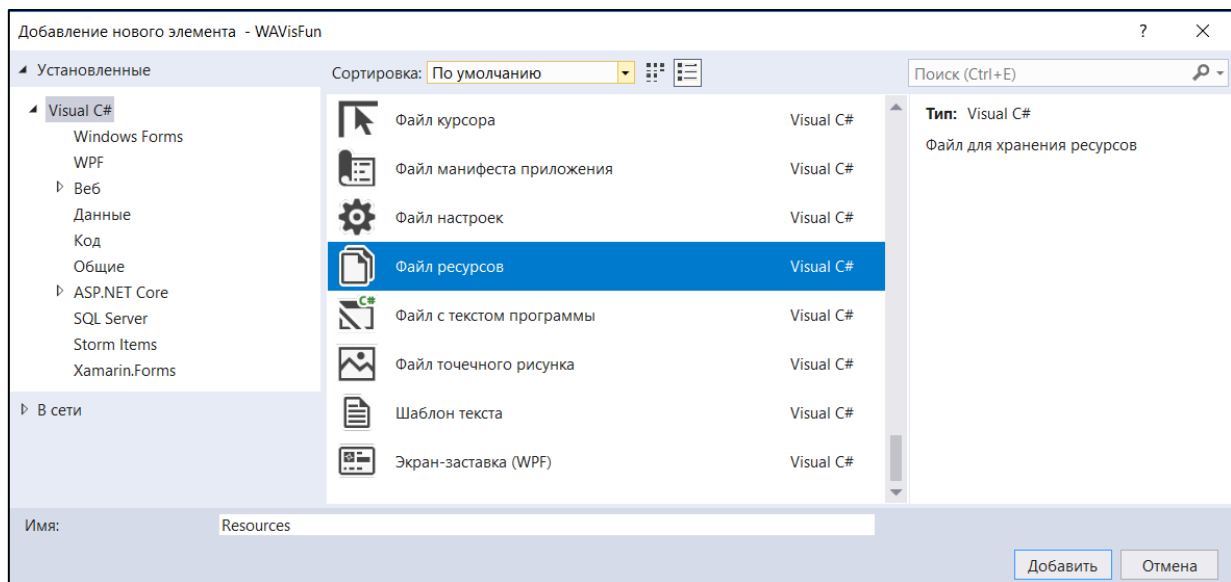 Добавление нового элемента - WAVisFun
?
Установленные
Сортировка: По умолчанию
Поиск (Ctrl+E)
Visual C#
Windows Forms
WPF
Веб
Данные
Код
Общие
ASP.NET Core
SQL Server
Storm Items
Xamarin.Forms
В сети
Файл курсора Visual C#
Файл манифеста приложения Visual C#
Файл настроек Visual C#
Файл ресурсов Visual C#
C#
Файл с текстом программы Visual C#
Файл точечного рисунка Visual C#
Шаблон текста Visual C#
Экран-заставка (WPF) Visual C#
Тип: Visual C#
Файл для хранения ресурсов
Имя: Resources
Добавить Отмена